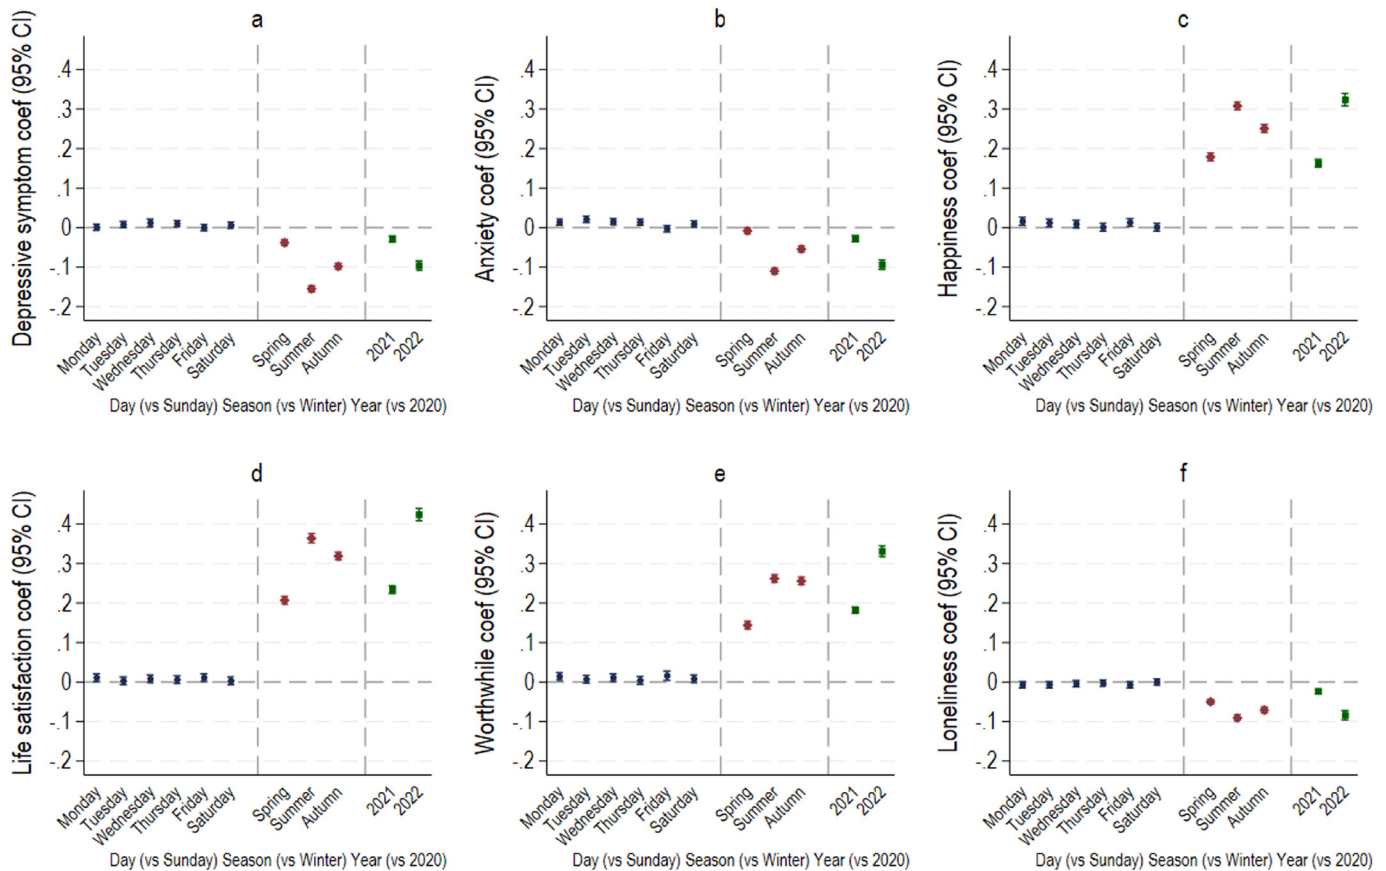 a
Depressive symptom coef (95% CI)
.4
.3
.2
.1
0
-.1
-.2
Monday
Tuesday
Wednesday
Thursday
Friday
Saturday
Spring
Summer
Autumn
2021
2022
Day (vs Sunday) Season (vs Winter) Year (vs 2020)
b
Anxiety coef (95% CI)
.4
.3
.2
.1
0
-.1
-.2
Monday
Tuesday
Wednesday
Thursday
Friday
Saturday
Spring
Summer
Autumn
2021
2022
Day (vs Sunday) Season (vs Winter) Year (vs 2020)
c
Happiness coef (95% CI)
.4
.3
.2
.1
0
-.1
-.2
Monday
Tuesday
Wednesday
Thursday
Friday
Saturday
Spring
Summer
Autumn
2021
2022
Day (vs Sunday) Season (vs Winter) Year (vs 2020)
d
Life satisfaction coef (95% CI)
.4
.3
.2
.1
0
-.1
-.2
Monday
Tuesday
Wednesday
Thursday
Friday
Saturday
Spring
Summer
Autumn
2021
2022
Day (vs Sunday) Season (vs Winter) Year (vs 2020)
e
Worthwhile coef (95% CI)
.4
.3
.2
.1
0
-.1
-.2
Monday
Tuesday
Wednesday
Thursday
Friday
Saturday
Spring
Summer
Autumn
2021
2022
Day (vs Sunday) Season (vs Winter) Year (vs 2020)
f
Loneliness coef (95% CI)
.4
.3
.2
.1
0
-.1
-.2
Monday
Tuesday
Wednesday
Thursday
Friday
Saturday
Spring
Summer
Autumn
2021
2022
Day (vs Sunday) Season (vs Winter) Year (vs 2020)